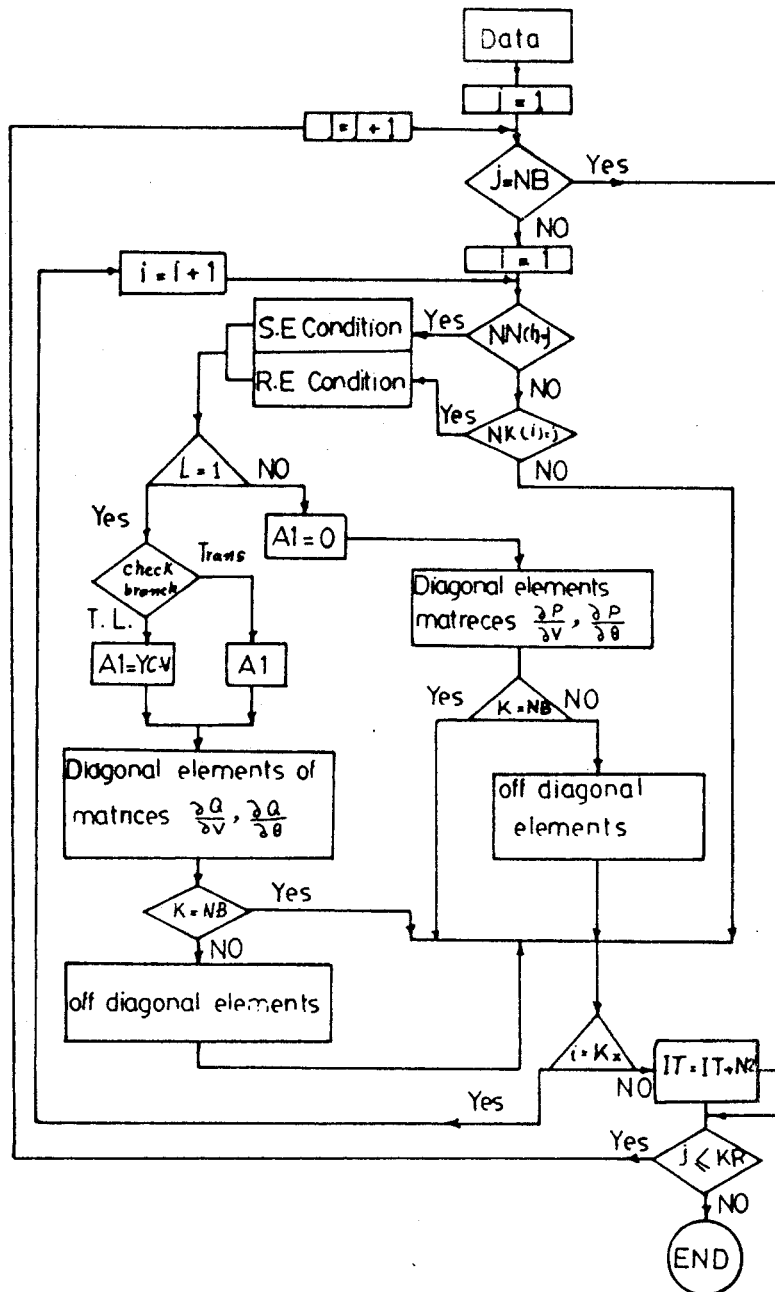 Data
j = 1
j = j + 1
j=NB
Yes
NO
i = 1
i = i + 1
S.E Condition
Yes
R.E Condition
Yes
NO
NK(i)=j
NO
L = 1
NO
Yes
A1=0
check
branch
Trans
T. L.
Diagonal elements
matreces ∂P/∂V , ∂P/∂θ
A1=YC.V
A1
Yes
K=NB
NO
Diagonal elements of
matrices ∂Q/∂V , ∂Q/∂θ
off diagonal
elements
K = NB
Yes
NO
off diagonal elements
NO
Yes
Yes
NO
END